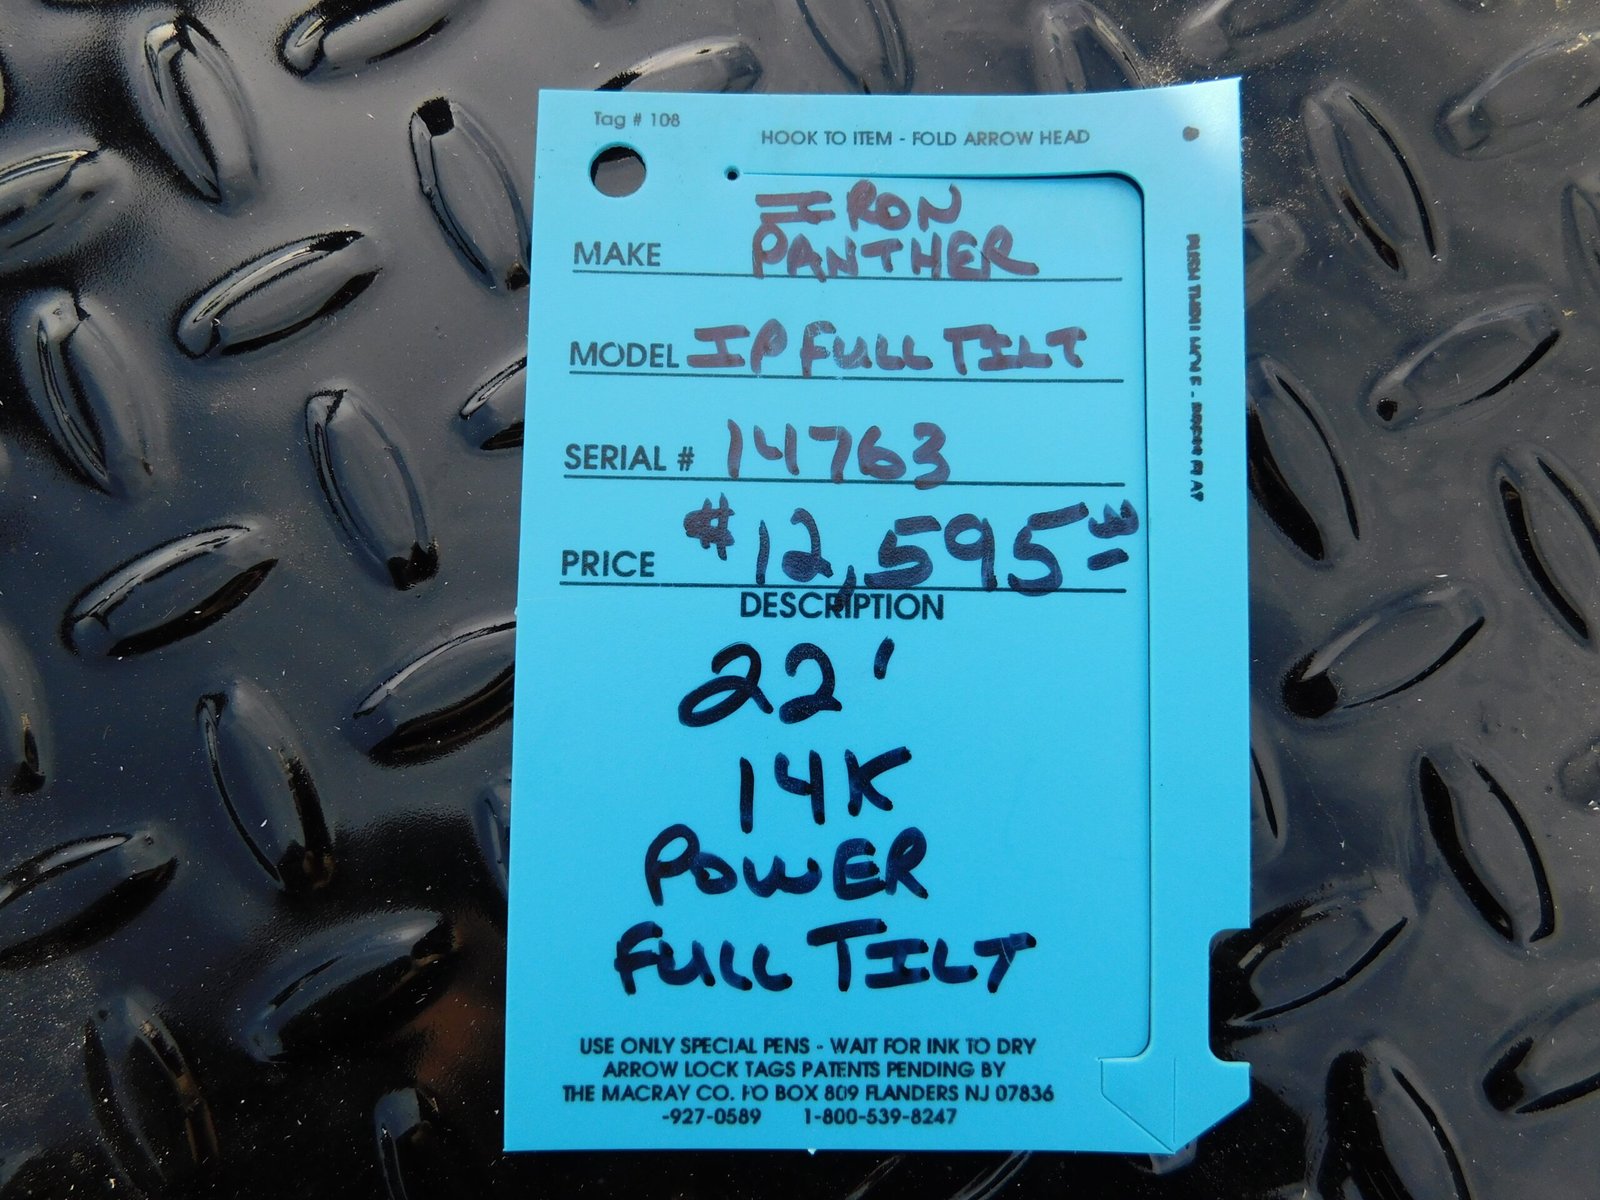 Tag # 108
HOOK TO ITEM - FOLD ARROW HEAD
MAKE IRON PANTHER
MODEL IP FULL TILT
SERIAL # 14763
PRICE $12,595
DESCRIPTION
22'
14K
POWER
FULL TILT
USE ONLY SPECIAL PENS - WAIT FOR INK TO DRY
ARROW LOCK TAGS PATENTS PENDING BY
THE MACRAY CO. PO BOX 809 FLANDERS NJ 07836
-927-0589 1-800-539-8247